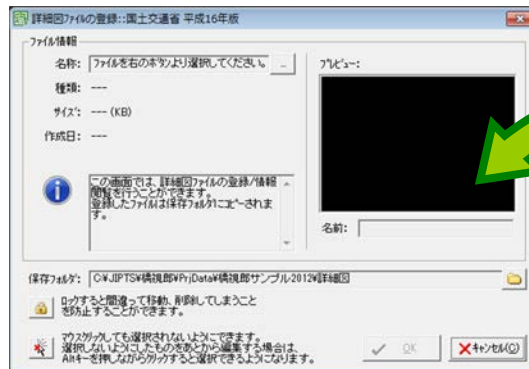 詳細図ﾌｧｲﾙの登録::国土交通省 平成16年版
ﾌｧｲﾙ情報
名称: ﾌｧｲﾙを右のﾎﾞﾀﾝより選択してください。 ...
種類: ---
ｻｲｽﾞ: --- (KB)
作成日: ---
ﾌﾟﾚﾋﾞｭｰ:
この画面では、詳細図ﾌｧｲﾙの登録/情報
閲覧を行うことができます。
登録したﾌｧｲﾙは保存ﾌｫﾙﾀﾞにｺﾋﾟｰされま
す。
名前:
保存ﾌｫﾙﾀﾞ: C:¥JIPTS¥橋視郎¥PrjData¥橋視郎サンプル2012¥詳細図
ﾛｯｸすると間違って移動、削除してしまうこと
を防止することができます。
ﾏｳｽｸﾘｯｸしても選択されないようにできます。
選択しないようにしたものをあとから編集する場合は、
Altｷｰを押しながらｸﾘｯｸすると選択できるようになります。
OK
ｷｬﾝｾﾙ(C)